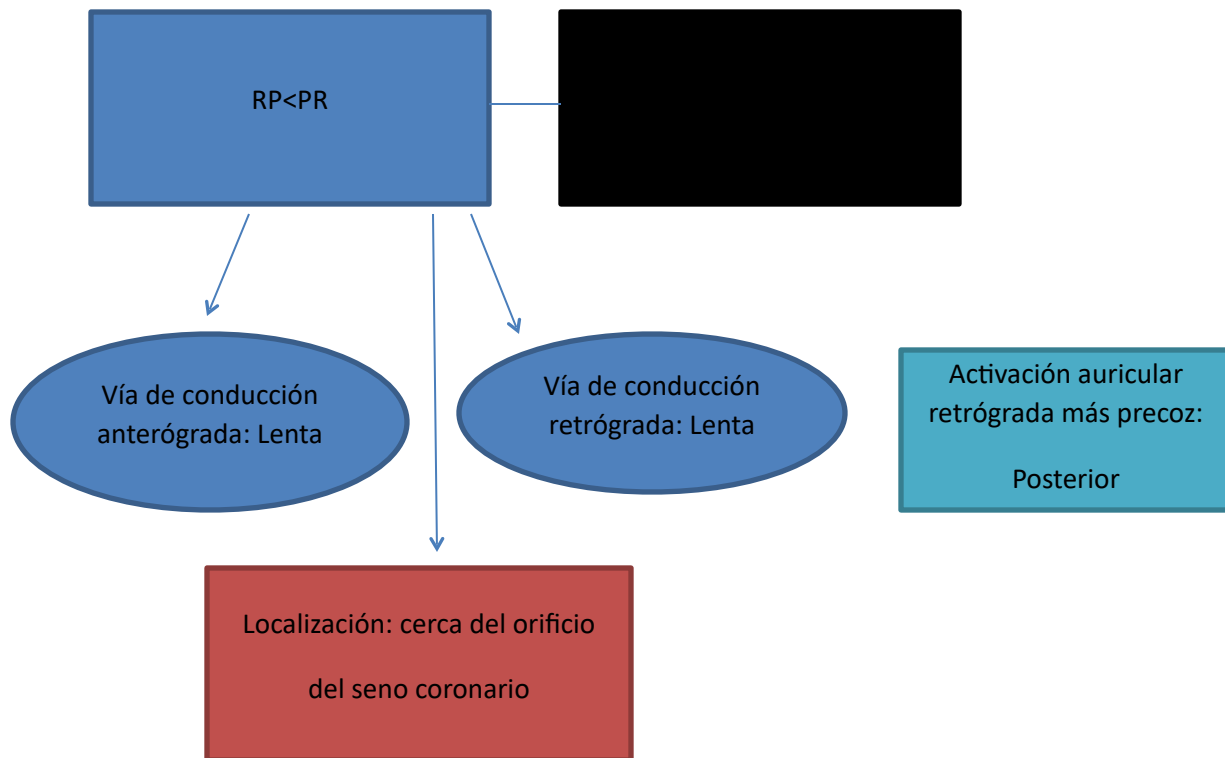 RP<PR
Vía de conducción
anterógrada: Lenta
Vía de conducción
retrógrada: Lenta
Activación auricular
retrógrada más precoz:
Posterior
Localización: cerca del orificio
del seno coronario